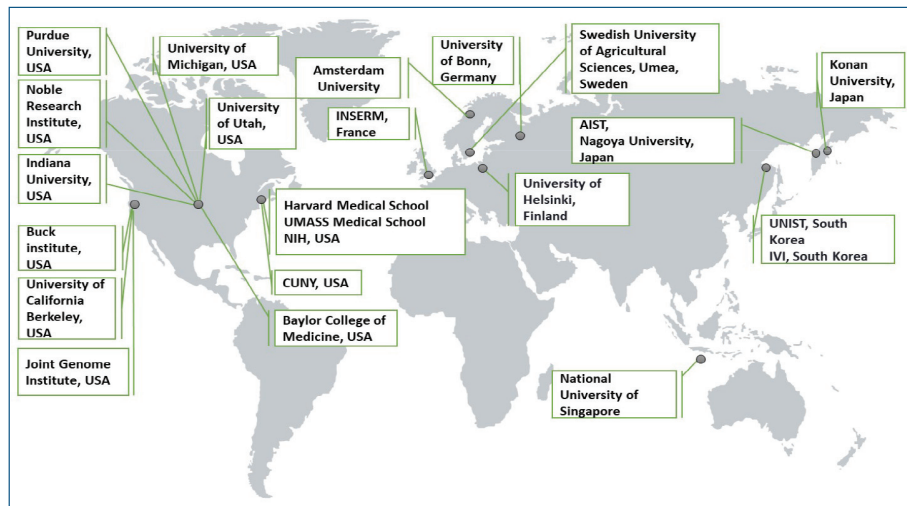 Purdue
University,
USA
University of
Michigan, USA
Amsterdam
University
University
of Bonn,
Germany
Swedish University
of Agricultural
Sciences, Umea,
Sweden
Konan
University,
Japan
Noble
Research
Institute,
USA
University
of Utah,
USA
INSERM,
France
AIST,
Nagoya University,
Japan
Indiana
University,
USA
Harvard Medical School
UMASS Medical School
NIH, USA
University of
Helsinki,
Finland
UNIST, South
Korea
IVI, South Korea
Buck
institute,
USA
CUNY, USA
University of
California
Berkeley,
USA
Baylor College of
Medicine, USA
Joint Genome
Institute, USA
National
University of
Singapore